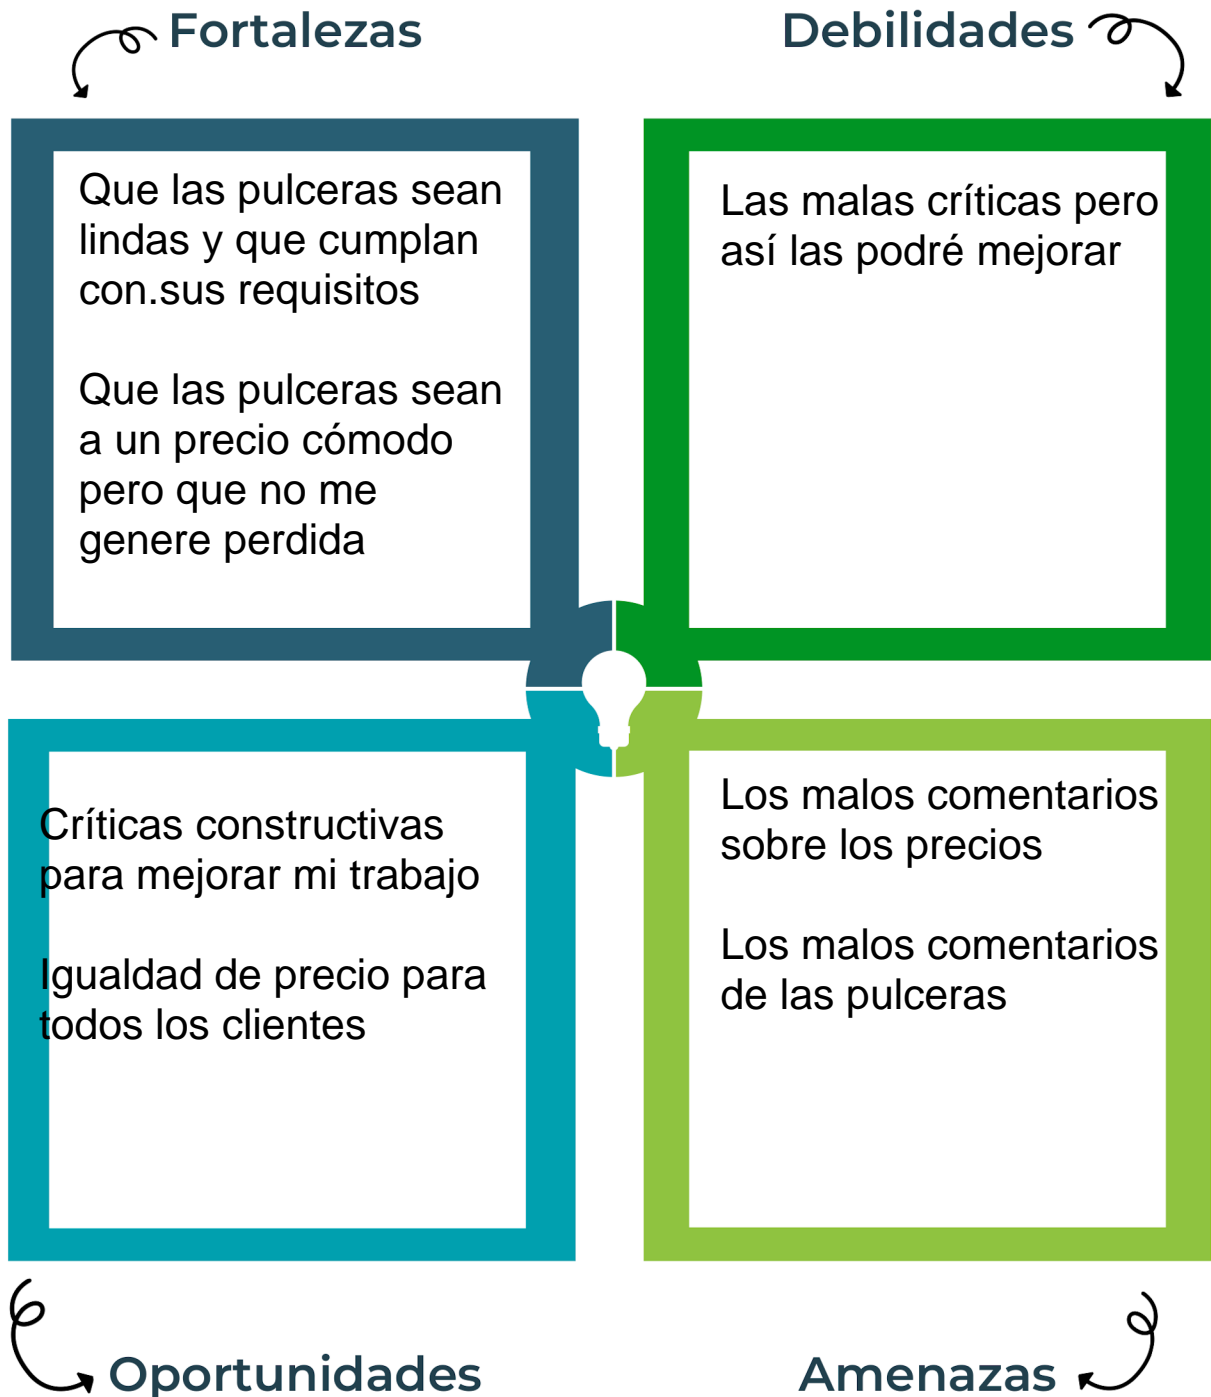 Fortalezas
Que las pulceras sean
lindas y que cumplan
con.sus requisitos
Que las pulceras sean
a un precio cómodo
pero que no me
genere perdida
Debilidades
Las malas críticas pero
así las podré mejorar
Críticas constructivas
para mejorar mi trabajo
Igualdad de precio para
todos los clientes
Oportunidades
Los malos comentarios
sobre los precios
Los malos comentarios
de las pulceras
Amenazas